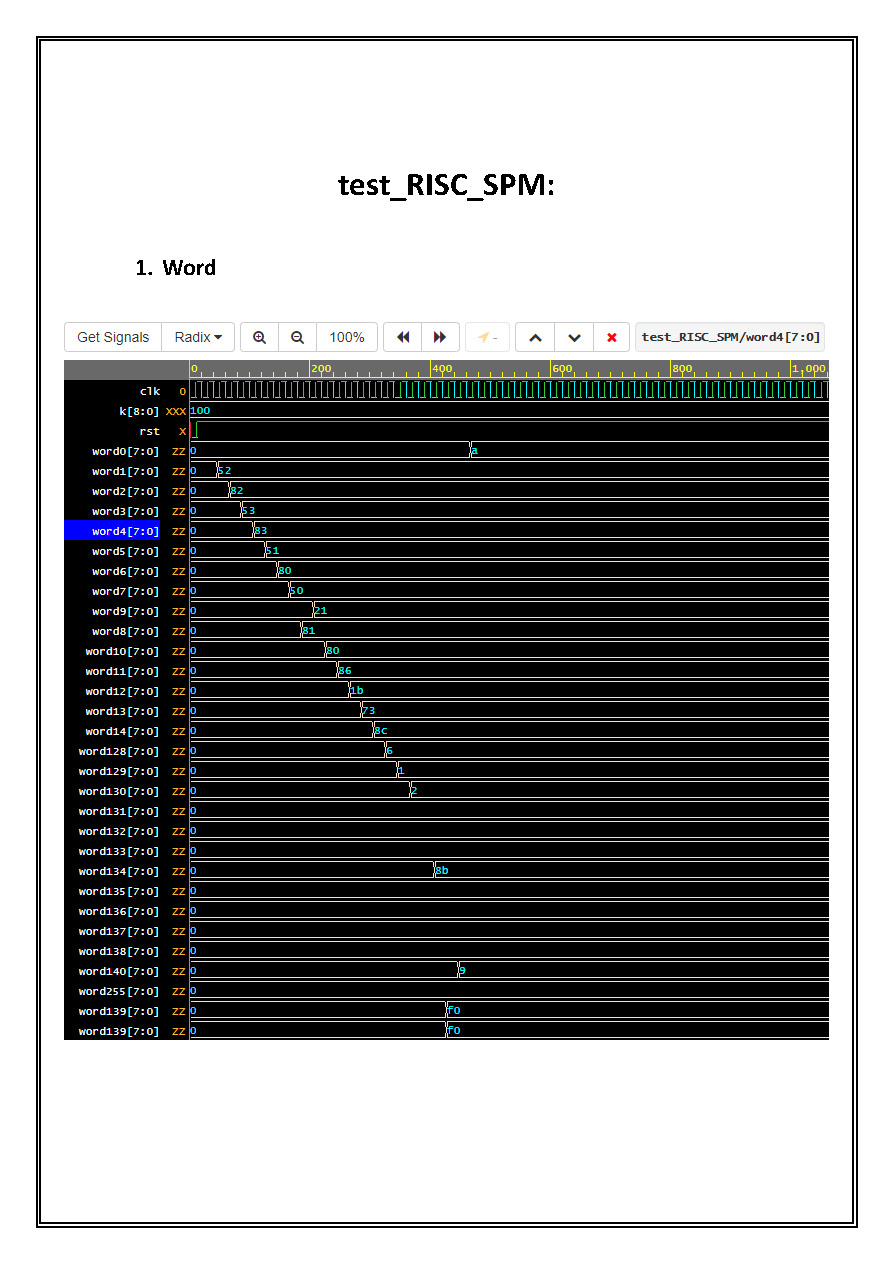 test_RISC_SPM:
1. Word
Get Signals Radix 100% - test_RISC_SPM/word4[7:0]
0 200 400 600 800 1,000
clk 0
k[8:0] XXX 100
rst X
word0[7:0] ZZ 0 a
word1[7:0] ZZ 0 52
word2[7:0] ZZ 0 82
word3[7:0] ZZ 0 53
word4[7:0] ZZ 0 83
word5[7:0] ZZ 0 51
word6[7:0] ZZ 0 80
word7[7:0] ZZ 0 50
word9[7:0] ZZ 0 21
word8[7:0] ZZ 0 81
word10[7:0] ZZ 0 80
word11[7:0] ZZ 0 86
word12[7:0] ZZ 0 1b
word13[7:0] ZZ 0 73
word14[7:0] ZZ 0 8c
word128[7:0] ZZ 0 6
word129[7:0] ZZ 0 1
word130[7:0] ZZ 0 2
word131[7:0] ZZ 0
word132[7:0] ZZ 0
word133[7:0] ZZ 0
word134[7:0] ZZ 0 8b
word135[7:0] ZZ 0
word136[7:0] ZZ 0
word137[7:0] ZZ 0
word138[7:0] ZZ 0
word140[7:0] ZZ 0 9
word255[7:0] ZZ 0
word139[7:0] ZZ 0 f0
word139[7:0] ZZ 0 f0